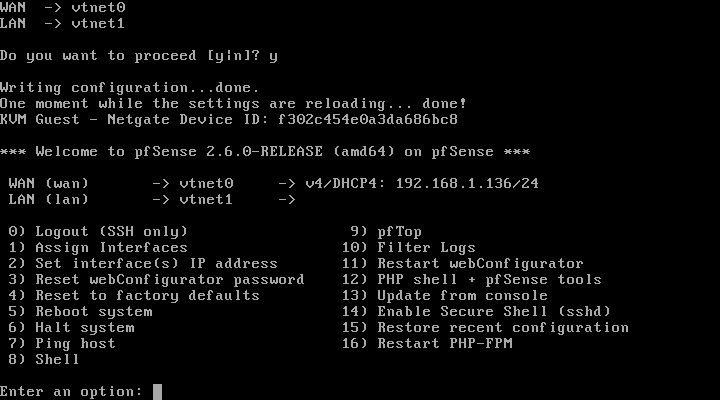 WAN -> vtnet0
LAN -> vtnet1
Do you want to proceed [y|n]? y
Writing configuration...done.
One moment while the settings are reloading... done!
KVM Guest - Netgate Device ID: f302c454e0a3da686bc8
*** Welcome to pfSense 2.6.0-RELEASE (amd64) on pfSense ***
WAN (wan) -> vtnet0 -> v4/DHCP4: 192.168.1.136/24
LAN (lan) -> vtnet1 ->
0) Logout (SSH only) 9) pfTop
1) Assign Interfaces 10) Filter Logs
2) Set interface(s) IP address 11) Restart webConfigurator
3) Reset webConfigurator password 12) PHP shell + pfSense tools
4) Reset to factory defaults 13) Update from console
5) Reboot system 14) Enable Secure Shell (sshd)
6) Halt system 15) Restore recent configuration
7) Ping host 16) Restart PHP-FPM
8) Shell
Enter an option: